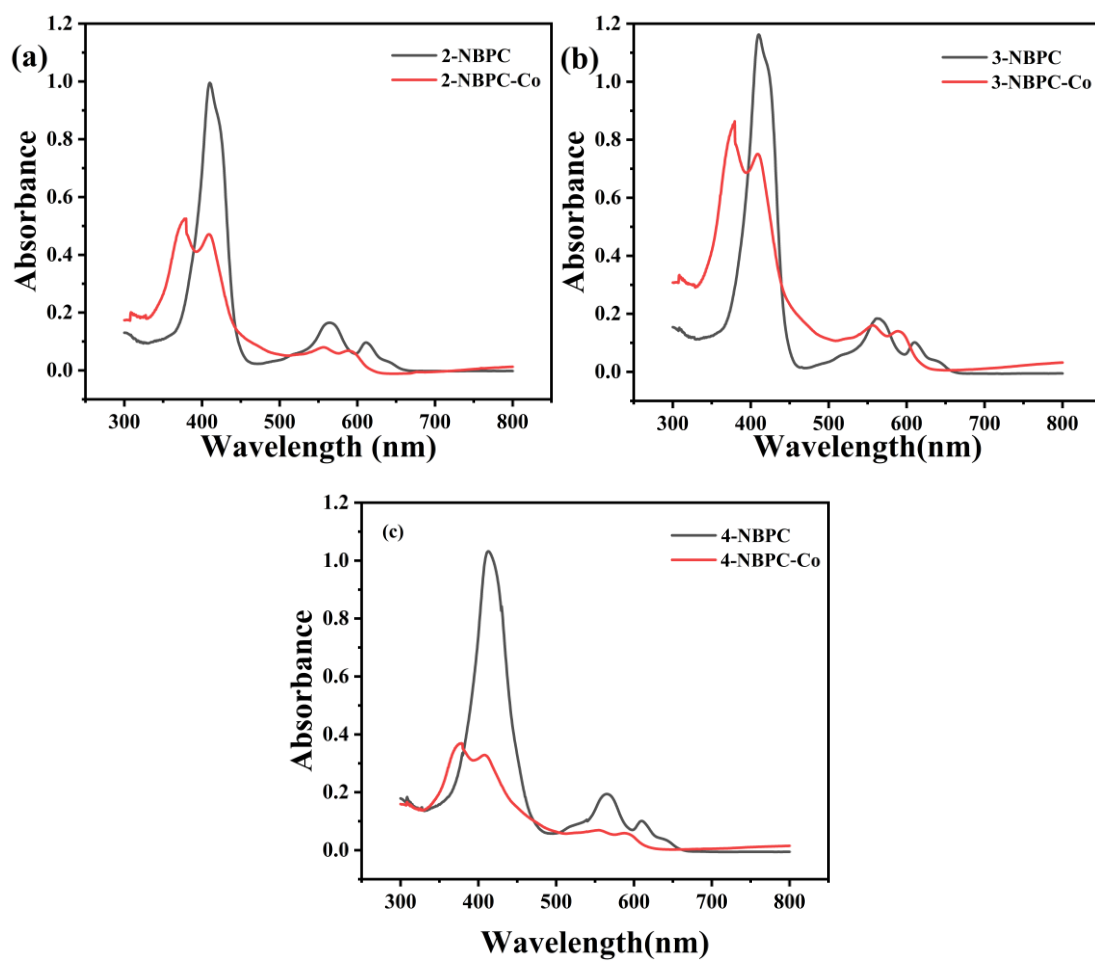 (a)
2-NBPC
2-NBPC-Co
Absorbance
1.2
1.0
0.8
0.6
0.4
0.2
0.0
300 400 500 600 700 800
Wavelength (nm)
(b)
3-NBPC
3-NBPC-Co
Absorbance
1.2
1.0
0.8
0.6
0.4
0.2
0.0
300 400 500 600 700 800
Wavelength(nm)
(c)
4-NBPC
4-NBPC-Co
Absorbance
1.2
1.0
0.8
0.6
0.4
0.2
0.0
300 400 500 600 700 800
Wavelength(nm)